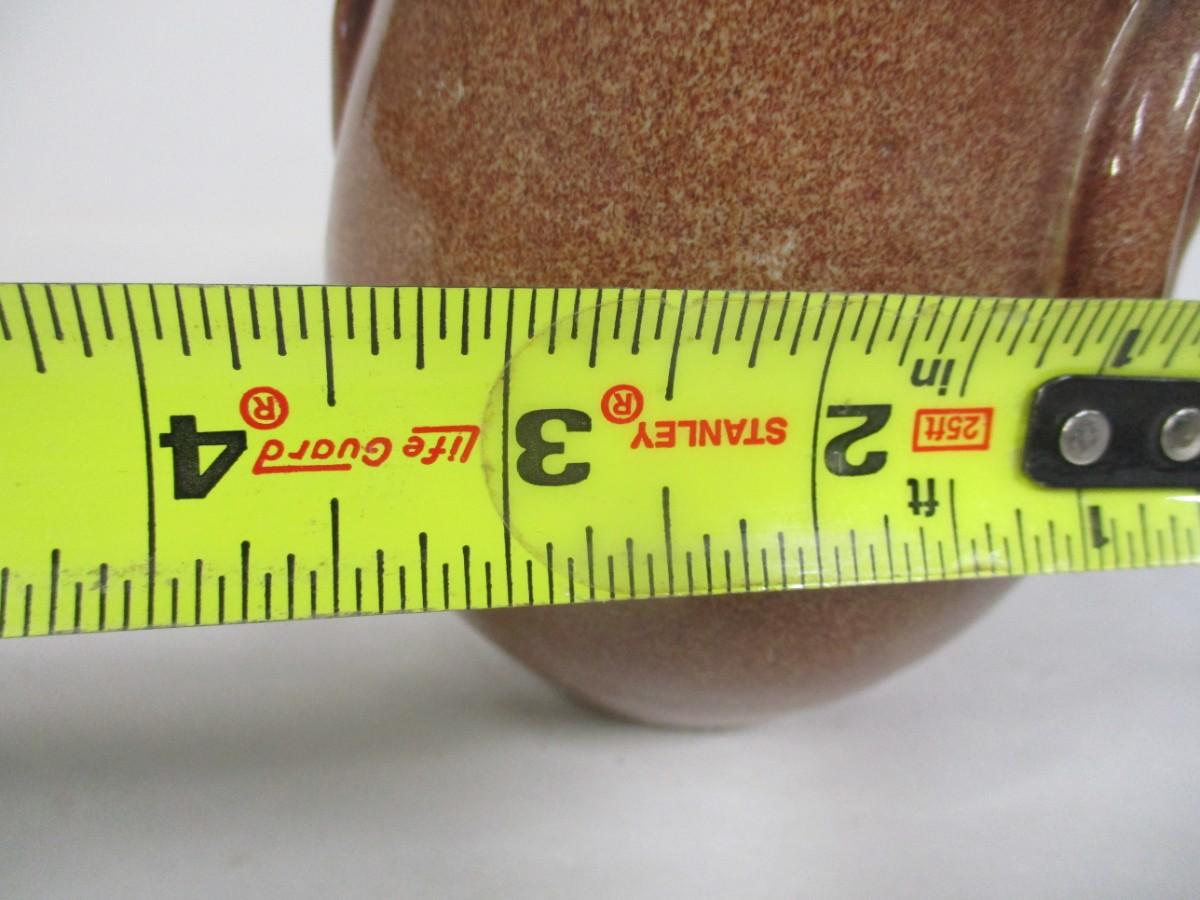 1 in
25ft
ft 1
2
STANLEY®
3
Life Guard®
4